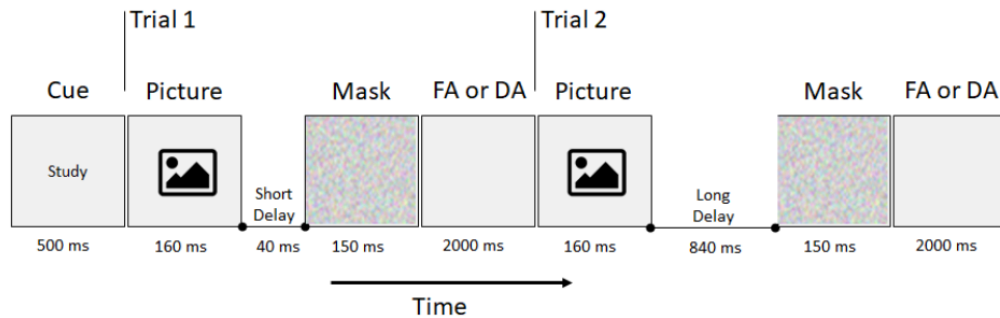 Trial 1
Trial 2
Cue
Picture
Mask
FA or DA
Picture
Mask
FA or DA
Study
Short
Delay
Long
Delay
500 ms
160 ms
40 ms
150 ms
2000 ms
160 ms
840 ms
150 ms
2000 ms
Time